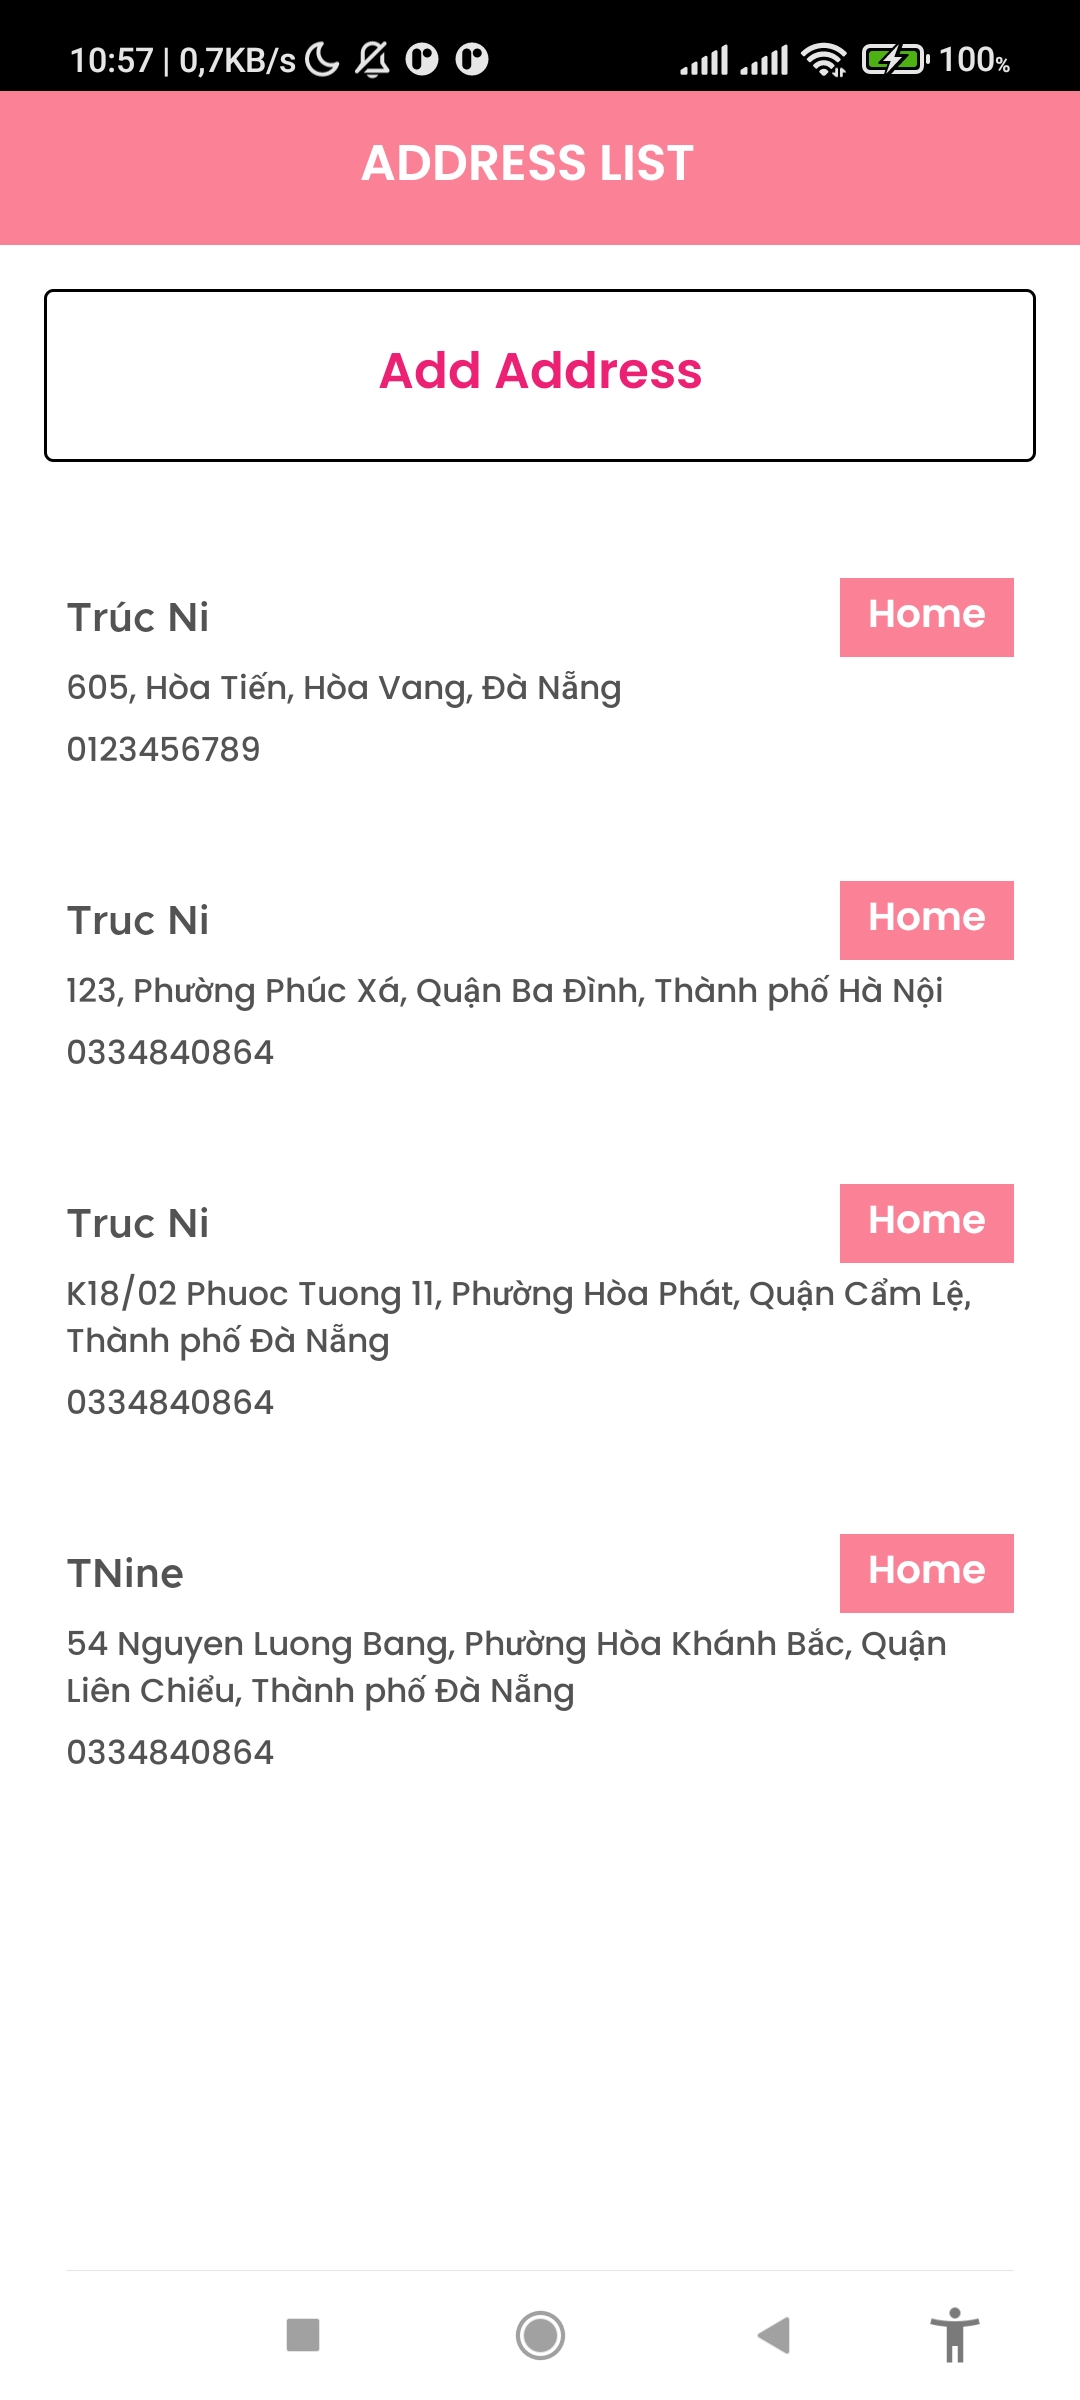 10:57 | 0,7KB/s 100%
ADDRESS LIST
Add Address
Trúc Ni Home
605, Hòa Tiến, Hòa Vang, Đà Nẵng
0123456789
Truc Ni Home
123, Phường Phúc Xá, Quận Ba Đình, Thành phố Hà Nội
0334840864
Truc Ni Home
K18/02 Phuoc Tuong 11, Phường Hòa Phát, Quận Cẩm Lệ,
Thành phố Đà Nẵng
0334840864
TNine Home
54 Nguyen Luong Bang, Phường Hòa Khánh Bắc, Quận
Liên Chiểu, Thành phố Đà Nẵng
0334840864